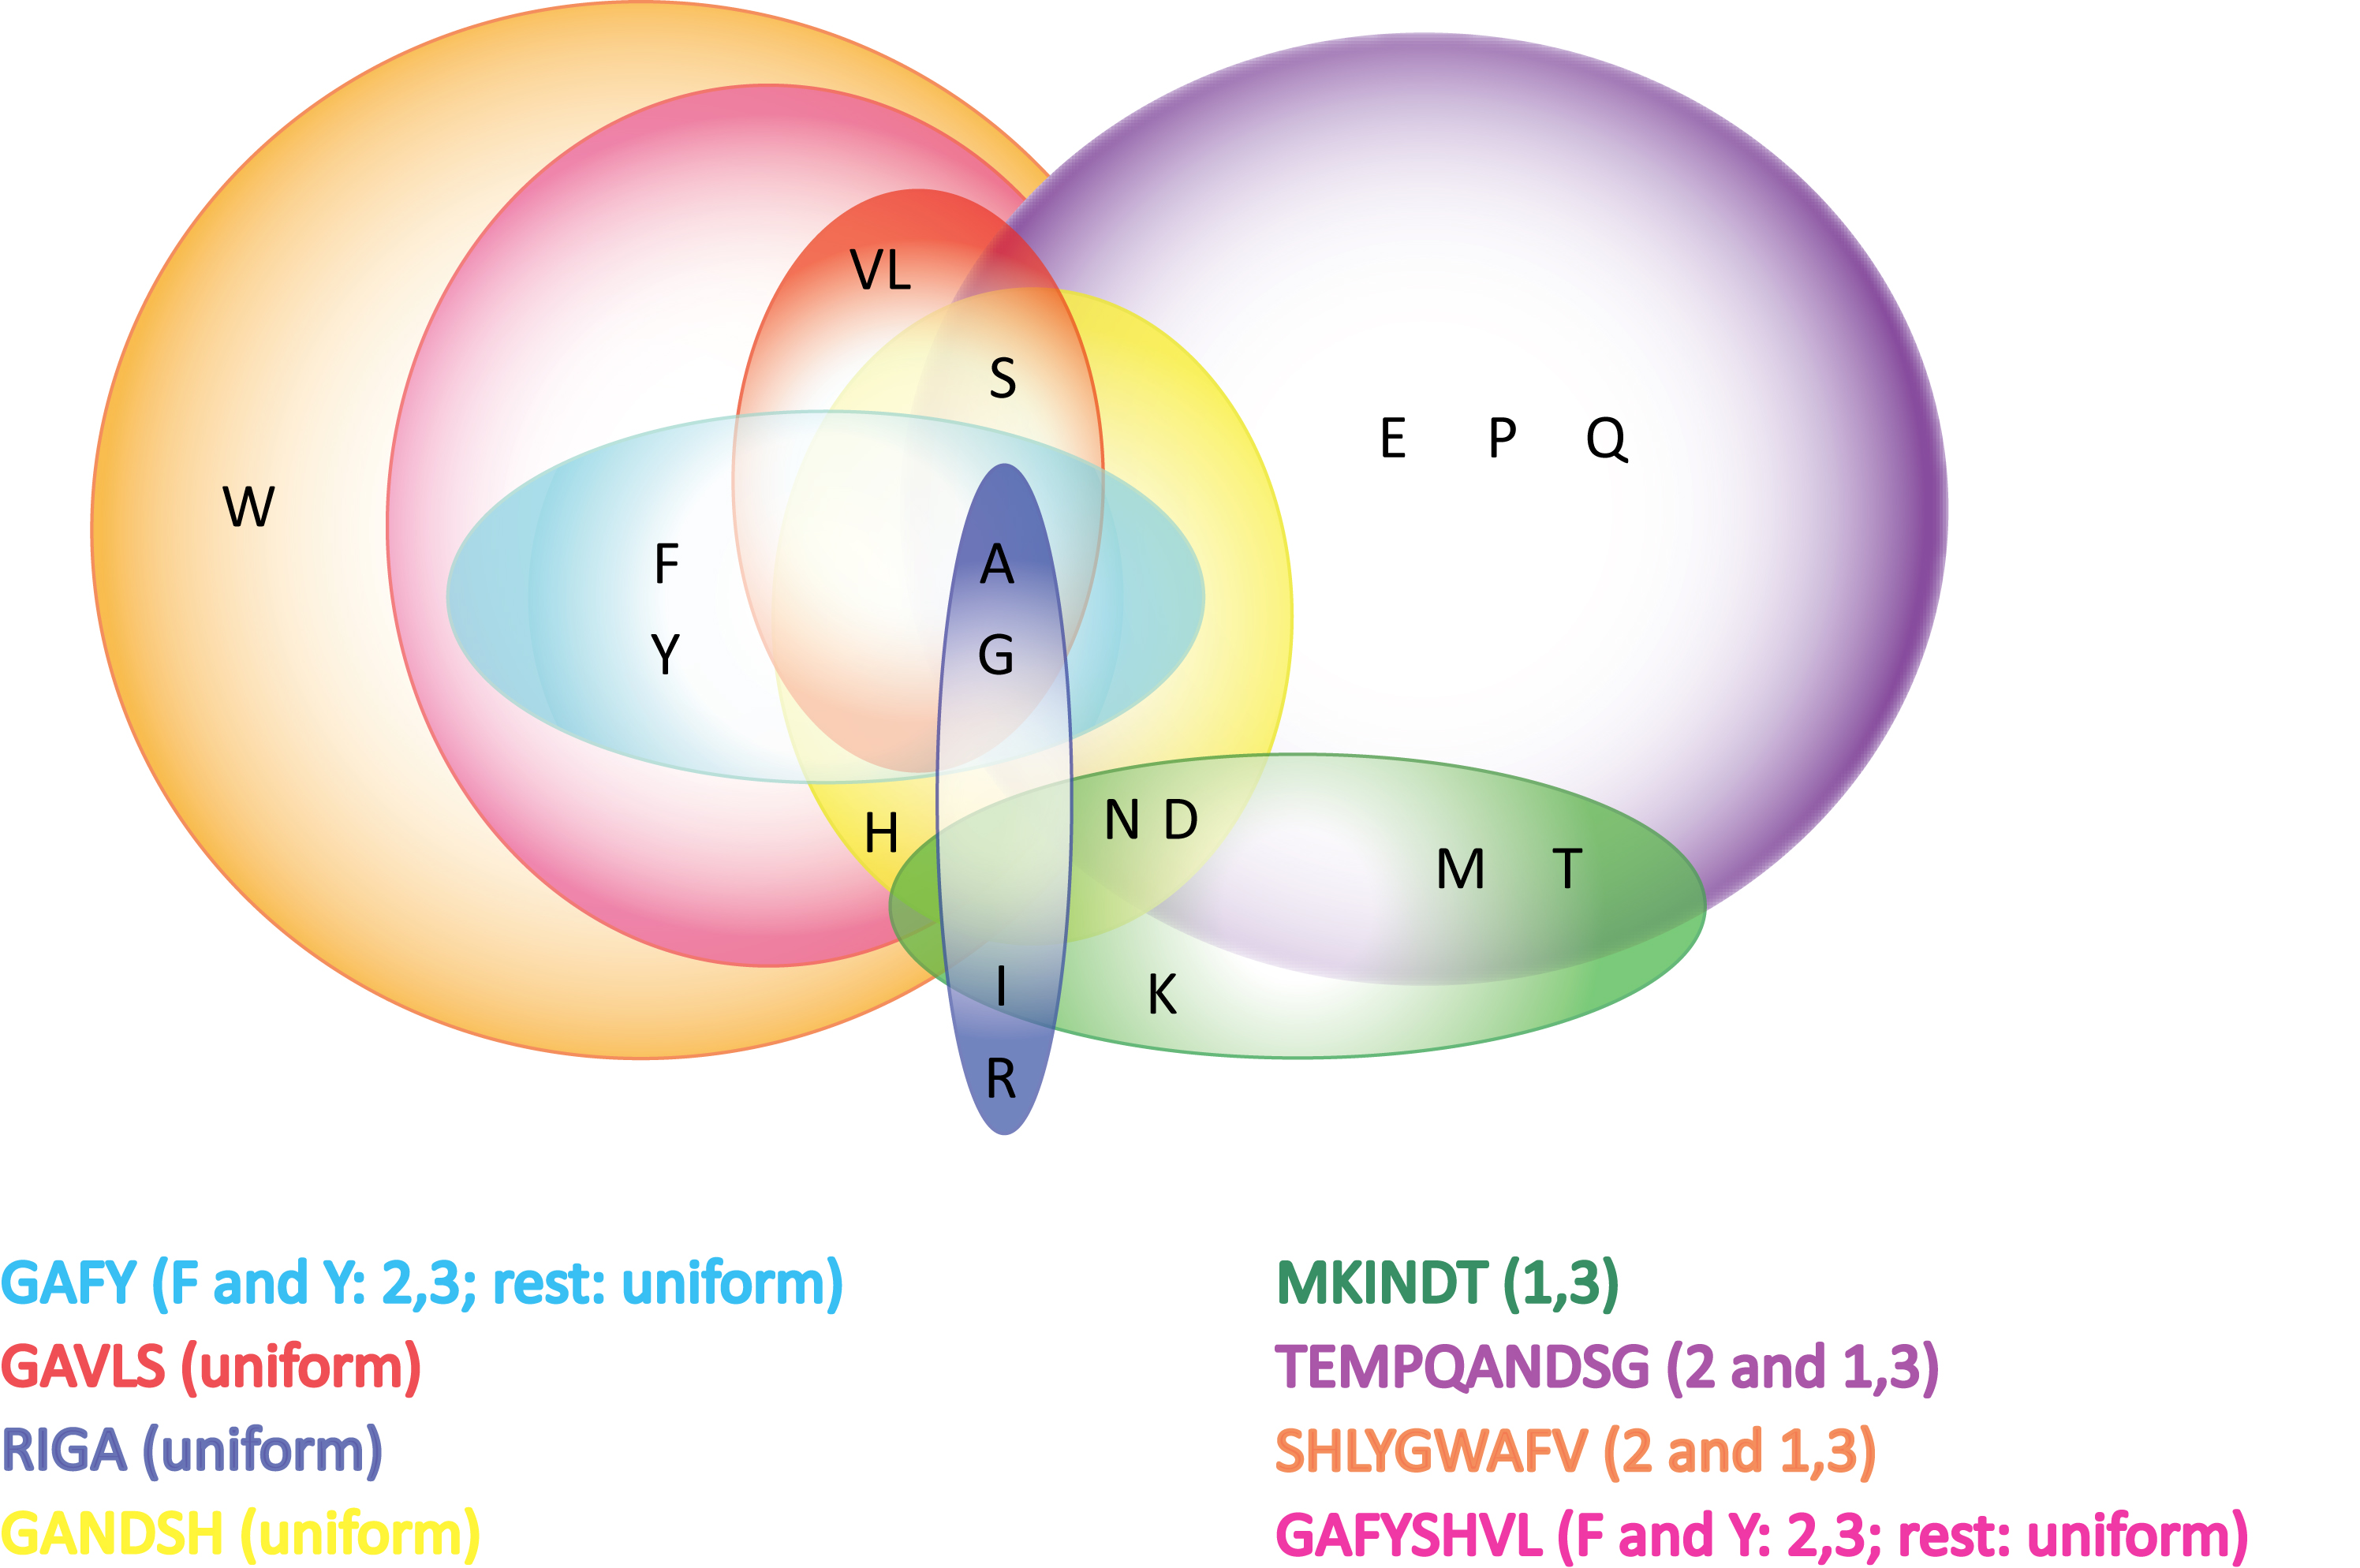 VL
S
E P Q
W
F
A
Y
G
H
N D
M T
I
K
R
GAFY (F and Y: 2,3; rest: uniform)
GAVLS (uniform)
RIGA (uniform)
GANDSH (uniform)
MKINDT (1,3)
TEMPQANDSG (2 and 1,3)
SHLYGWAFV (2 and 1,3)
GAFYSHVL (F and Y: 2,3; rest: uniform)